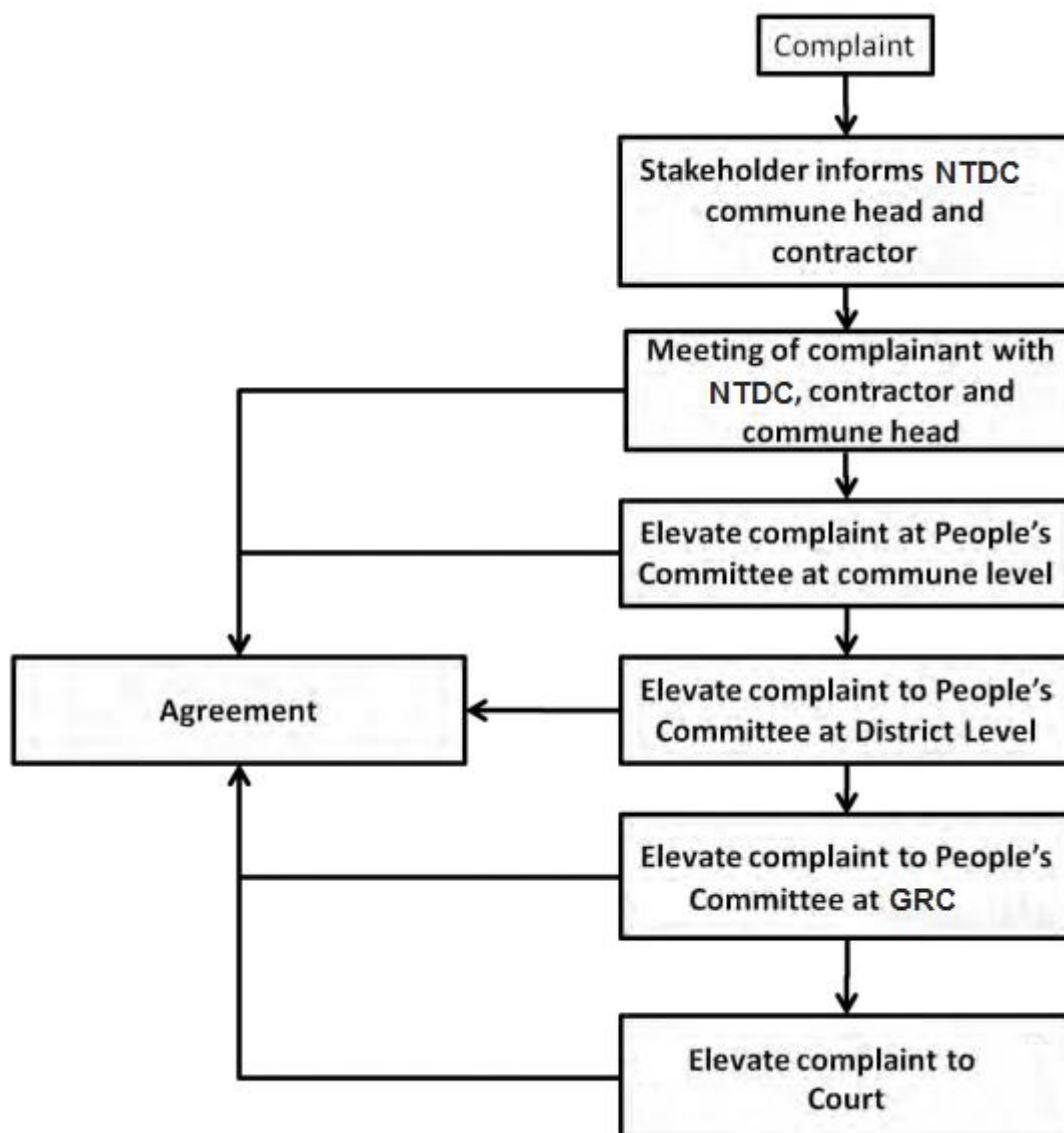 Complaint
Stakeholder informs NTDC
commune head and
contractor
Meeting of complainant with
NTDC, contractor and
commune head
Elevate complaint at People's
Committee at commune level
Agreement
Elevate complaint to People's
Committee at District Level
Elevate complaint to People's
Committee at GRC
Elevate complaint to
Court